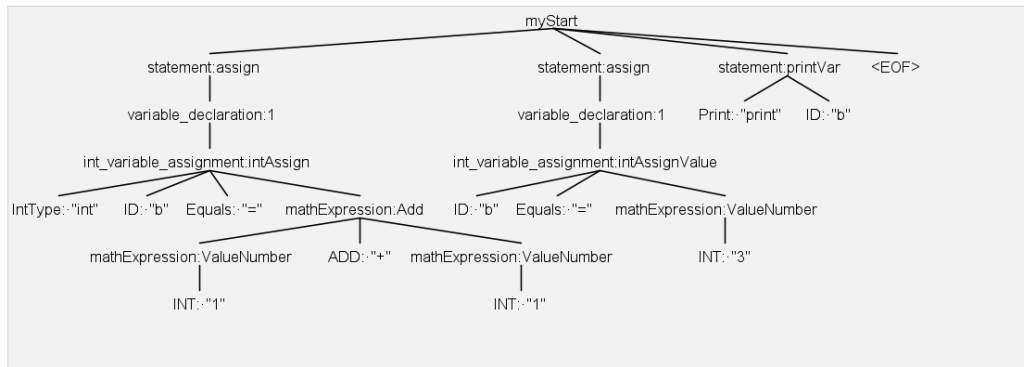 myStart
statement:assign statement:assign statement:printVar <EOF>
variable_declaration:1 variable_declaration:1 Print:·"print" ID:·"b"
int_variable_assignment:intAssign int_variable_assignment:intAssignValue
IntType:·"int" ID:·"b" Equals:·"=" mathExpression:Add ID:·"b" Equals:·"=" mathExpression:ValueNumber
mathExpression:ValueNumber ADD:·"+" mathExpression:ValueNumber INT:·"3"
INT:·"1" INT:·"1"